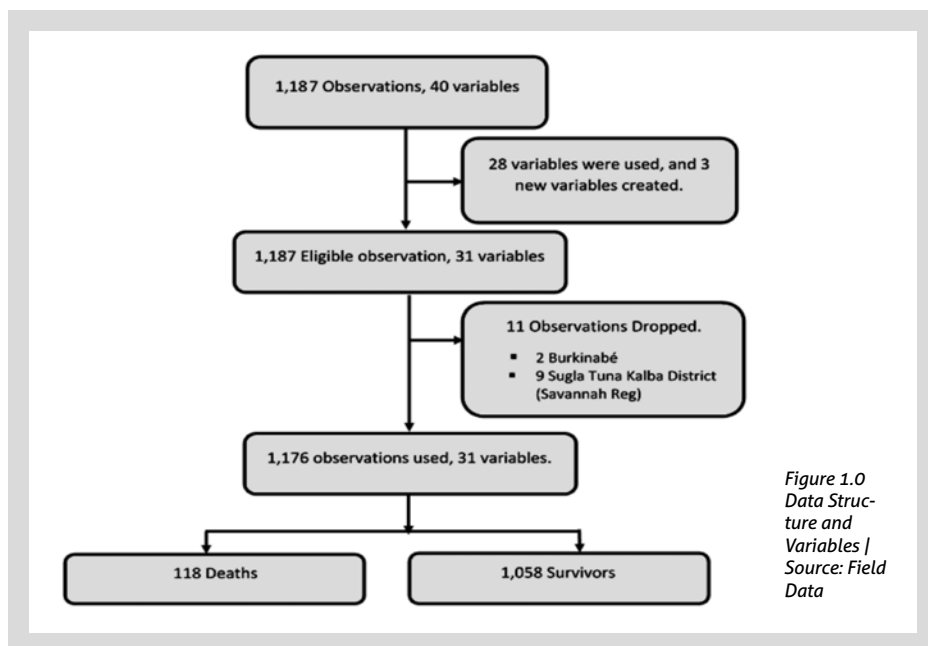 1,187 Observations, 40 variables
28 variables were used, and 3
new variables created.
1,187 Eligible observation, 31 variables
11 Observations Dropped.
▪ 2 Burkinabé
▪ 9 Sugla Tuna Kalba District
(Savannah Reg)
1,176 observations used, 31 variables.
118 Deaths
1,058 Survivors
Figure 1.0
Data Struc-
ture and
Variables |
Source: Field
Data